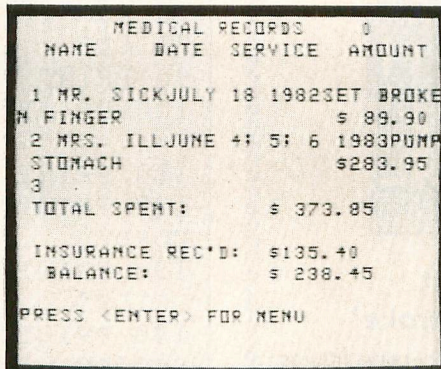 MEDICAL RECORDS 0
NAME DATE SERVICE AMOUNT
1 MR. SICKJULY 18 1982SET BROKE
N FINGER $ 89.90
2 MRS. ILLJUNE 4; 5; 6 1983PUMP
STOMACH $283.95
3
TOTAL SPENT: $ 373.85
INSURANCE REC'D: $135.40
BALANCE: $ 238.45
PRESS <ENTER> FOR MENU